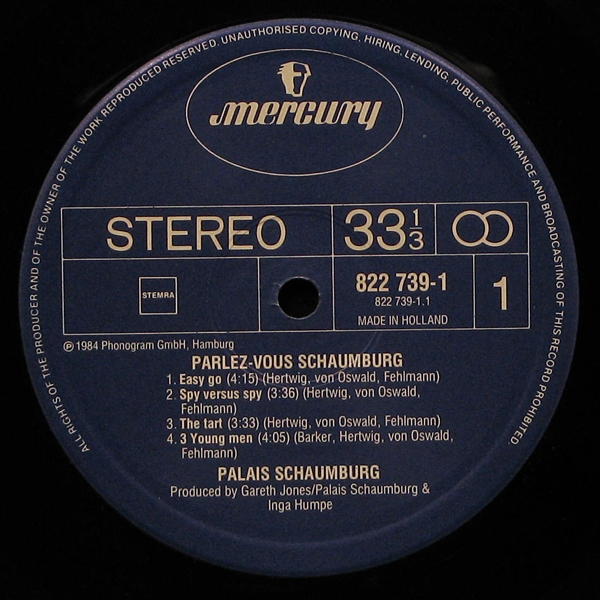 ALL RIGHTS OF THE PRODUCER AND OF THE OWNER OF THE WORK REPRODUCED RESERVED. UNAUTHORISED COPYING, HIRING, LENDING, PUBLIC PERFORMANCE AND BROADCASTING OF THIS RECORD PROHIBITED.
mercury
STEREO
33 1/3
STEMRA
822 739-1
822 739-1.1
MADE IN HOLLAND
1
℗ 1984 Phonogram GmbH, Hamburg
PARLEZ-VOUS SCHAUMBURG
1. Easy go (4:15) (Hertwig, von Oswald, Fehlmann)
2. Spy versus spy (3:36) (Hertwig, von Oswald,
Fehlmann)
3. The tart (3:33) (Hertwig, von Oswald, Fehlmann)
4. 3 Young men (4:05) (Barker, Hertwig, von Oswald,
Fehlmann)
PALAIS SCHAUMBURG
Produced by Gareth Jones/Palais Schaumburg &
Inga Humpe